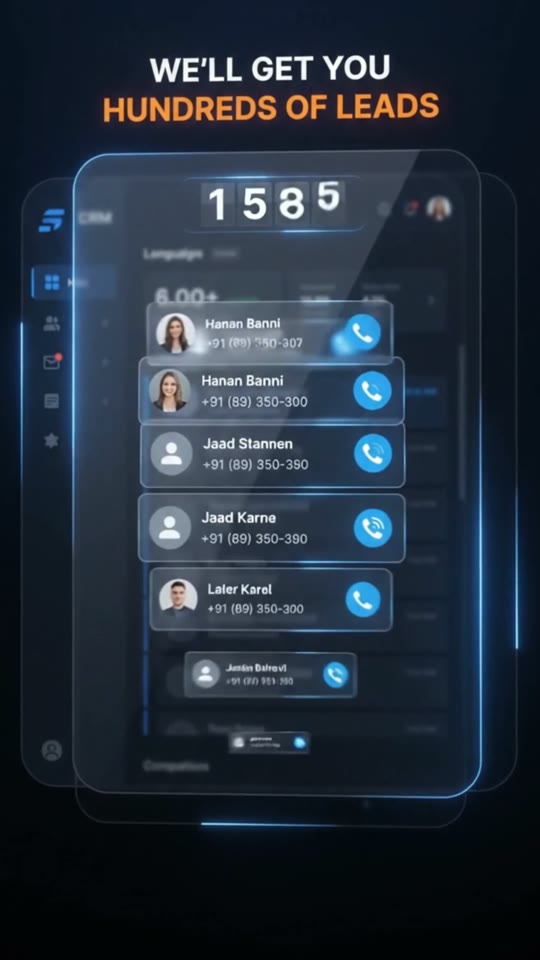 WE'LL GET YOU
HUNDREDS OF LEADS
1585
CRM
6.00+
Hanan Banni
+91 (89) 350-307
Hanan Banni
+91 (89) 350-300
Jaad Stannen
+91 (89) 350-390
Jaad Karne
+91 (89) 350-390
Laler Karel
+91 (89) 350-300